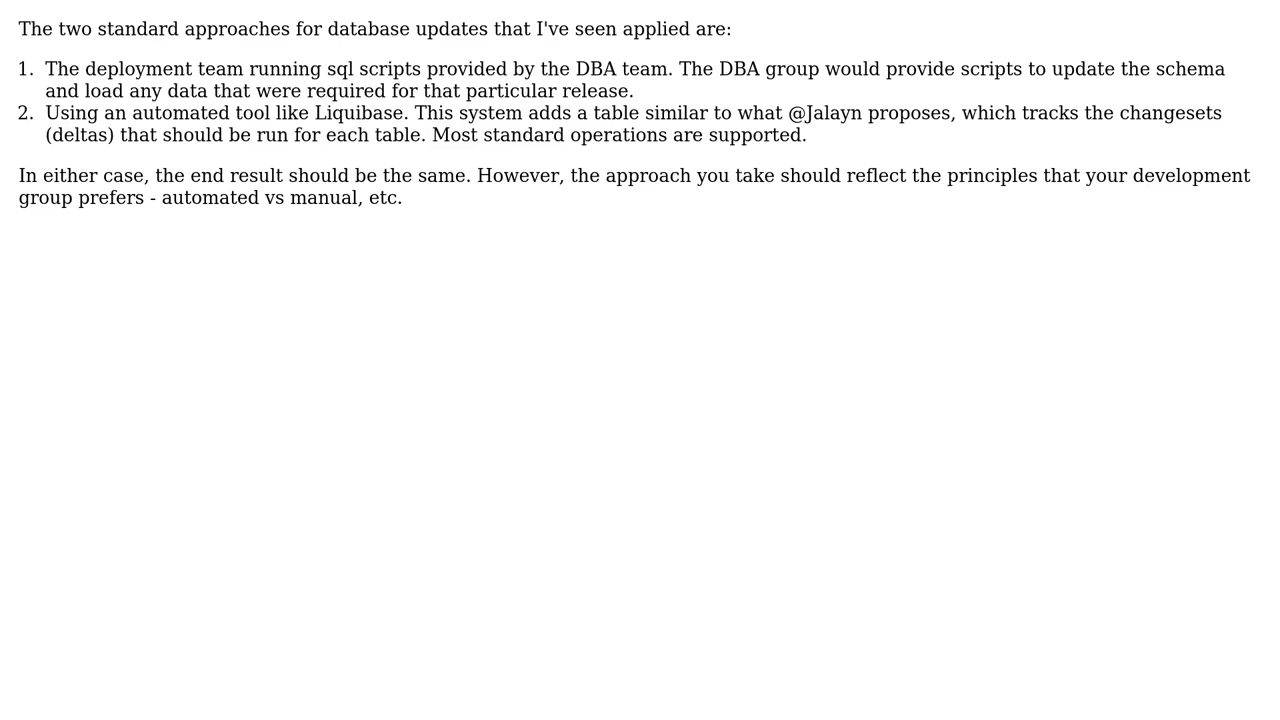 The two standard approaches for database updates that I've seen applied are:
1. The deployment team running sql scripts provided by the DBA team. The DBA group would provide scripts to update the schema
and load any data that were required for that particular release.
2. Using an automated tool like Liquibase. This system adds a table similar to what @Jalayn proposes, which tracks the changesets
(deltas) that should be run for each table. Most standard operations are supported.
In either case, the end result should be the same. However, the approach you take should reflect the principles that your development
group prefers - automated vs manual, etc.